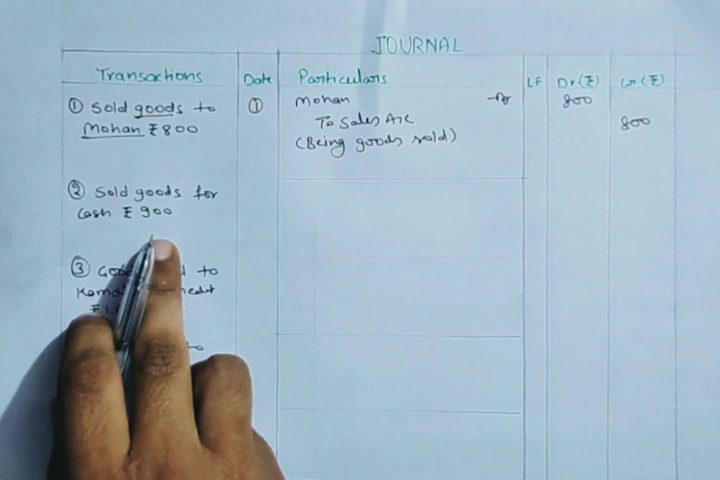 JOURNAL
Transactions Date Particulars LF Dr.(₹) Cr.(₹)
① Sold goods to ① Mohan Dr 800
Mohan ₹800 To Sales A/c 800
(Being goods sold)
② Sold goods for
Cash ₹ 900
③ to